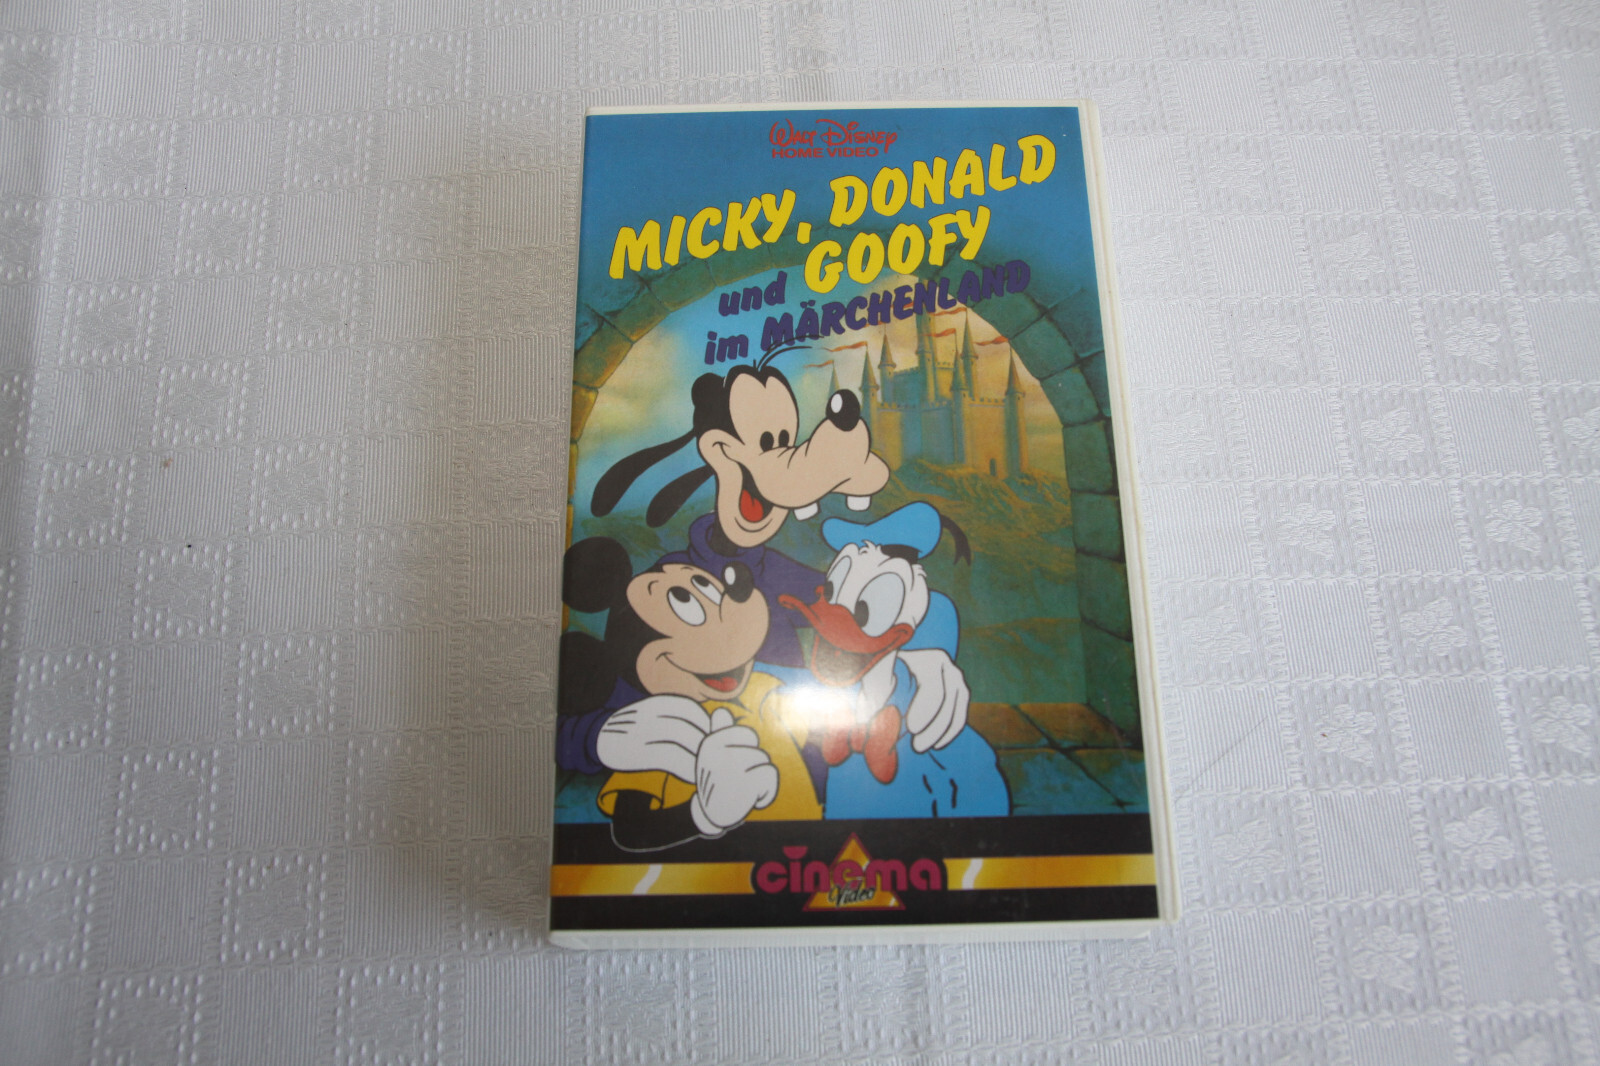 Walt Disney
HOME VIDEO
MICKY, DONALD
und GOOFY
im MÄRCHENLAND
cinema
Video